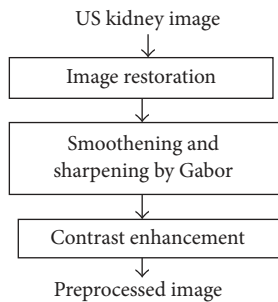 US kidney image
Image restoration
Smoothening and
sharpening by Gabor
Contrast enhancement
Preprocessed image